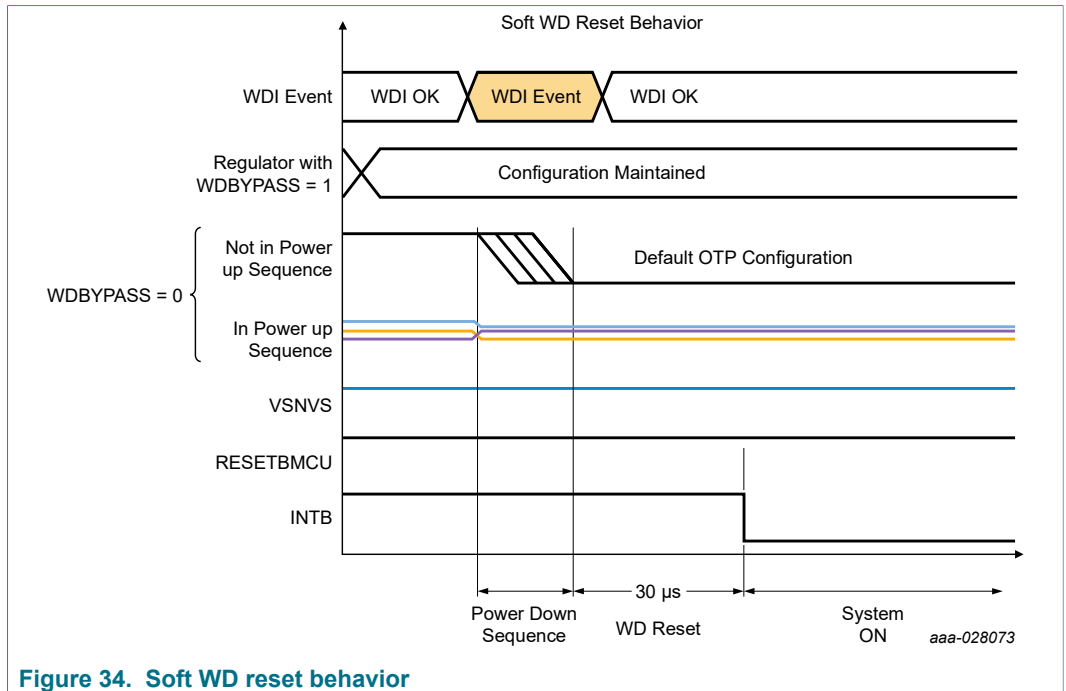 Soft WD Reset Behavior
WDI Event
WDI OK
WDI Event
WDI OK
Regulator with
WDBYPASS = 1
Configuration Maintained
WDBYPASS = 0
Not in Power
up Sequence
Default OTP Configuration
In Power up
Sequence
VSNVS
RESETBMCU
INTB
30 µs
Power Down
Sequence
WD Reset
System
ON
aaa-028073
Figure 34. Soft WD reset behavior